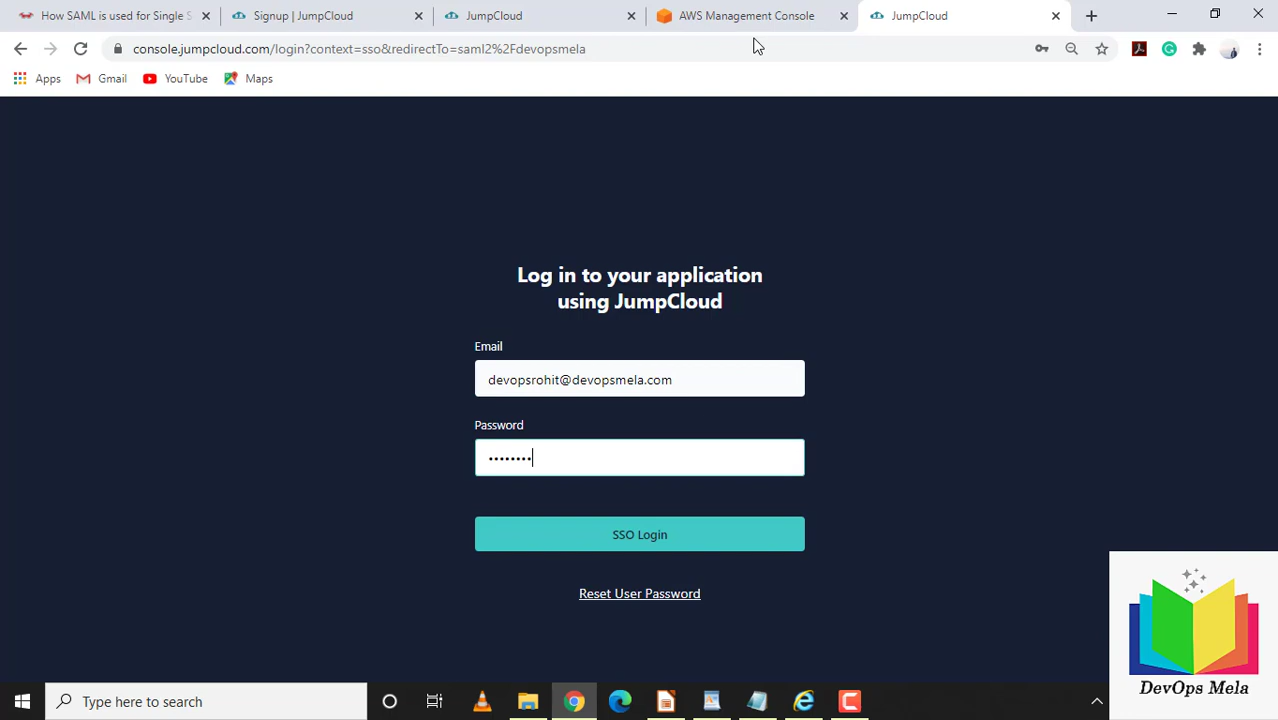 How SAML is used for Single S
Signup | JumpCloud
JumpCloud
AWS Management Console
JumpCloud
console.jumpcloud.com/login?context=sso&redirectTo=saml2%2Fdevopsmela
Apps
Gmail
YouTube
Maps
Log in to your application
using JumpCloud
Email
devopsrohit@devopsmela.com
Password
••••••••
SSO Login
Reset User Password
DevOps Mela
Type here to search